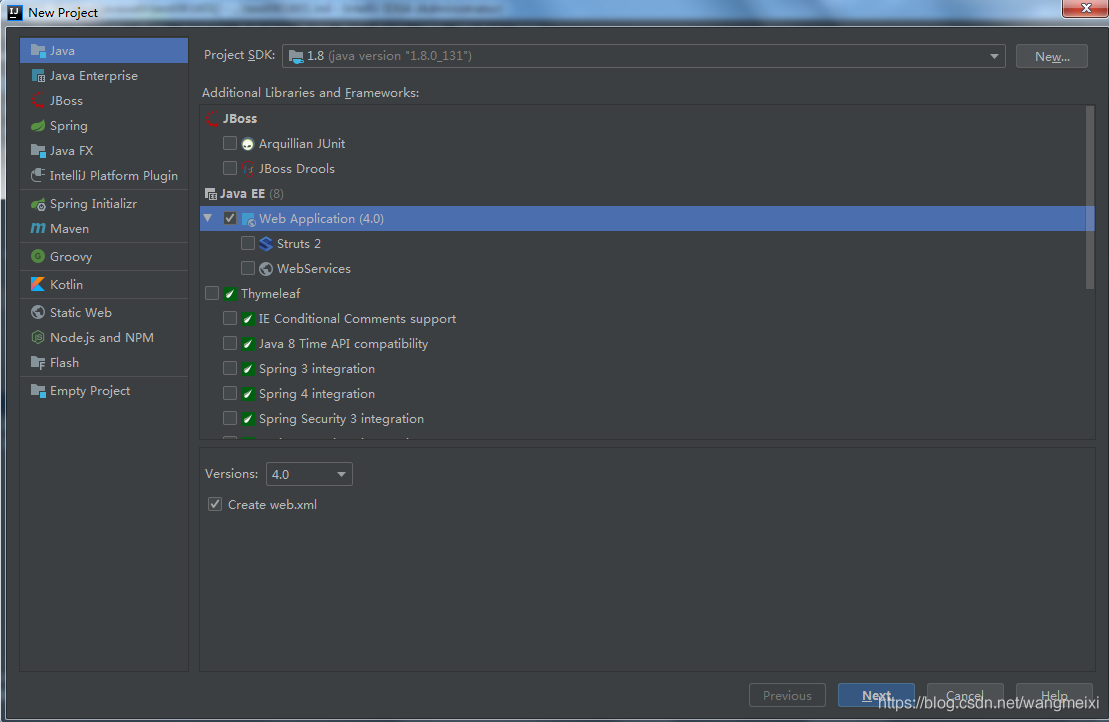 New Project
Java
Java Enterprise
JBoss
Spring
Java FX
IntelliJ Platform Plugin
Spring Initializr
Maven
Groovy
Kotlin
Static Web
Node.js and NPM
Flash
Empty Project
Project SDK: 1.8 (java version "1.8.0_131") New...
Additional Libraries and Frameworks:
JBoss
Arquillian JUnit
JBoss Drools
Java EE (8)
Web Application (4.0)
Struts 2
WebServices
Thymeleaf
IE Conditional Comments support
Java 8 Time API compatibility
Spring 3 integration
Spring 4 integration
Spring Security 3 integration
Versions: 4.0
Create web.xml
Previous Next Cancel Help
https://blog.csdn.net/wangmeixi